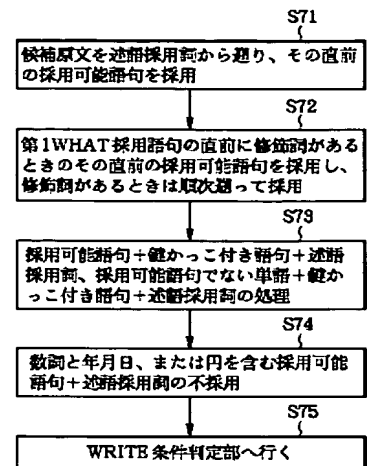 S71
候補原文を述語採用詞から遡り、その直前
の採用可能語句を採用
S72
第1WHAT採用語句の直前に修飾詞がある
ときのその直前の採用可能語句を採用し、
修飾詞があるときは順次遡って採用
S73
採用可能語句+鍵かっこ付き語句+述語
採用詞、採用可能語句でない単語+鍵か
っこ付き語句+述語採用詞の処理
S74
数詞と年月日、または円を含む採用可能
語句+述語採用詞の不採用
S75
WRITE条件判定部へ行く